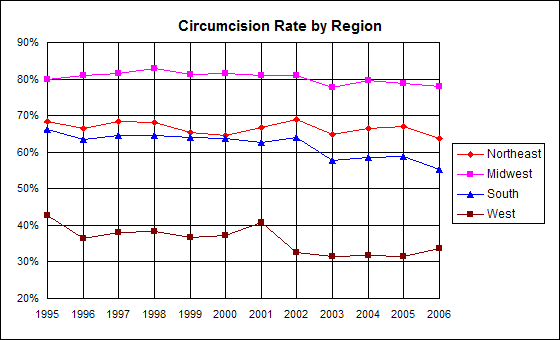 Circumcision Rate by Region
90%
80%
70%
60%
50%
40%
30%
20%
1995 1996 1997 1998 1999 2000 2001 2002 2003 2004 2005 2006
Northeast
Midwest
South
West